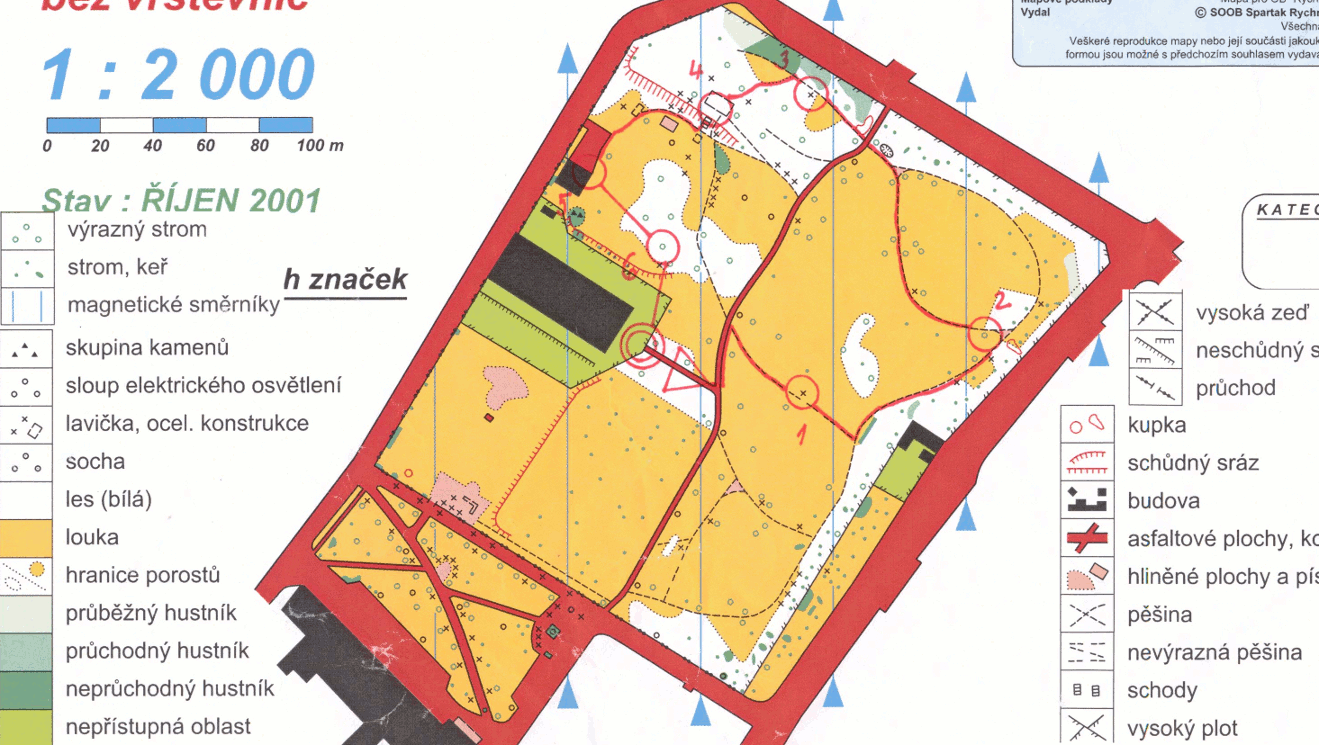 bez vrstevnic
1 : 2 000
0 20 40 60 80 100 m
Stav : ŘÍJEN 2001
výrazný strom
strom, keř
magnetické směrníky
h značek
skupina kamenů
sloup elektrického osvětlení
lavička, ocel. konstrukce
socha
les (bílá)
louka
hranice porostů
průběžný hustník
průchodný hustník
neprůchodný hustník
nepřístupná oblast
4
3
5
6
2
1
Mapové podklady
Mapa pro OB
Vydal
© SOOB Spartak Rychn
Všechna
Veškeré reprodukce mapy nebo její součásti jakouk
formou jsou možné s předchozím souhlasem vydava
KATEG
vysoká zeď
neschůdný s
průchod
kupka
schůdný sráz
budova
asfaltové plochy, ko
hliněné plochy a pís
pěšina
nevýrazná pěšina
schody
vysoký plot